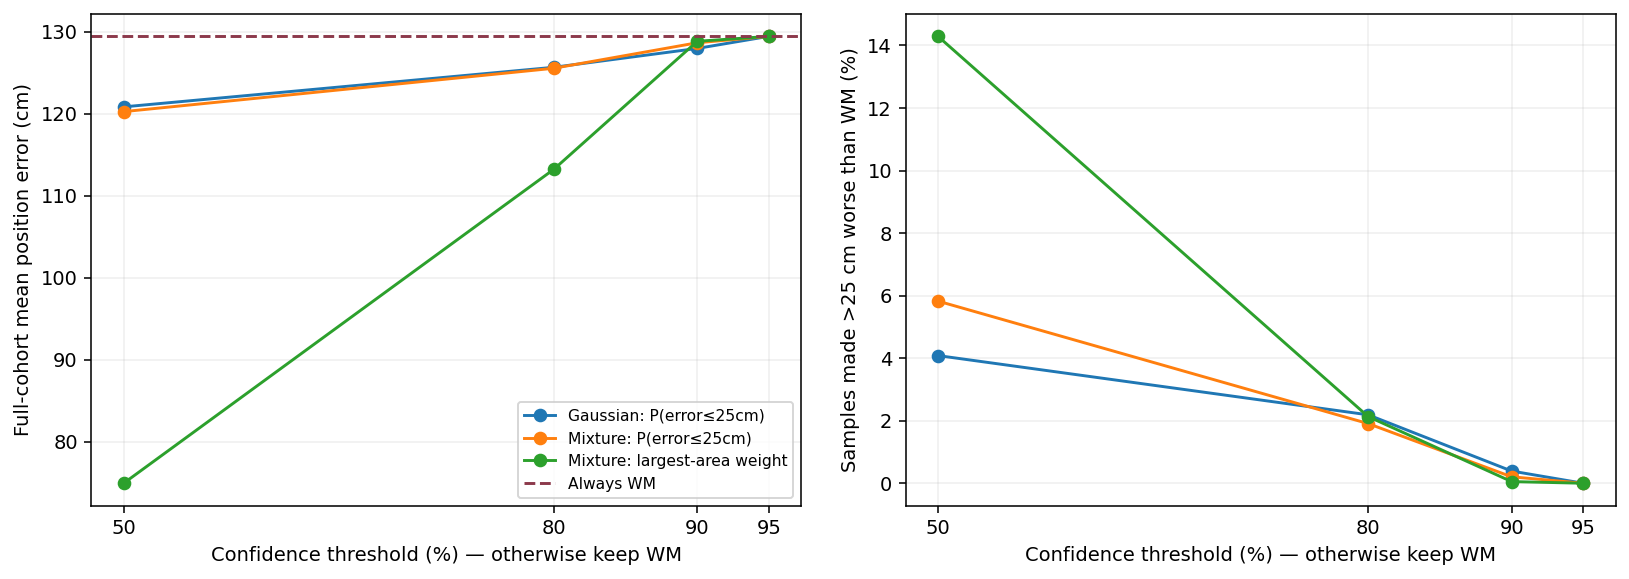 Full-cohort mean position error (cm)
130
120
110
100
90
80
50
80
90
95
Confidence threshold (%) — otherwise keep WM
Gaussian: P(error≤25cm)
Mixture: P(error≤25cm)
Mixture: largest-area weight
Always WM
Samples made >25 cm worse than WM (%)
14
12
10
8
6
4
2
0
50
80
90
95
Confidence threshold (%) — otherwise keep WM